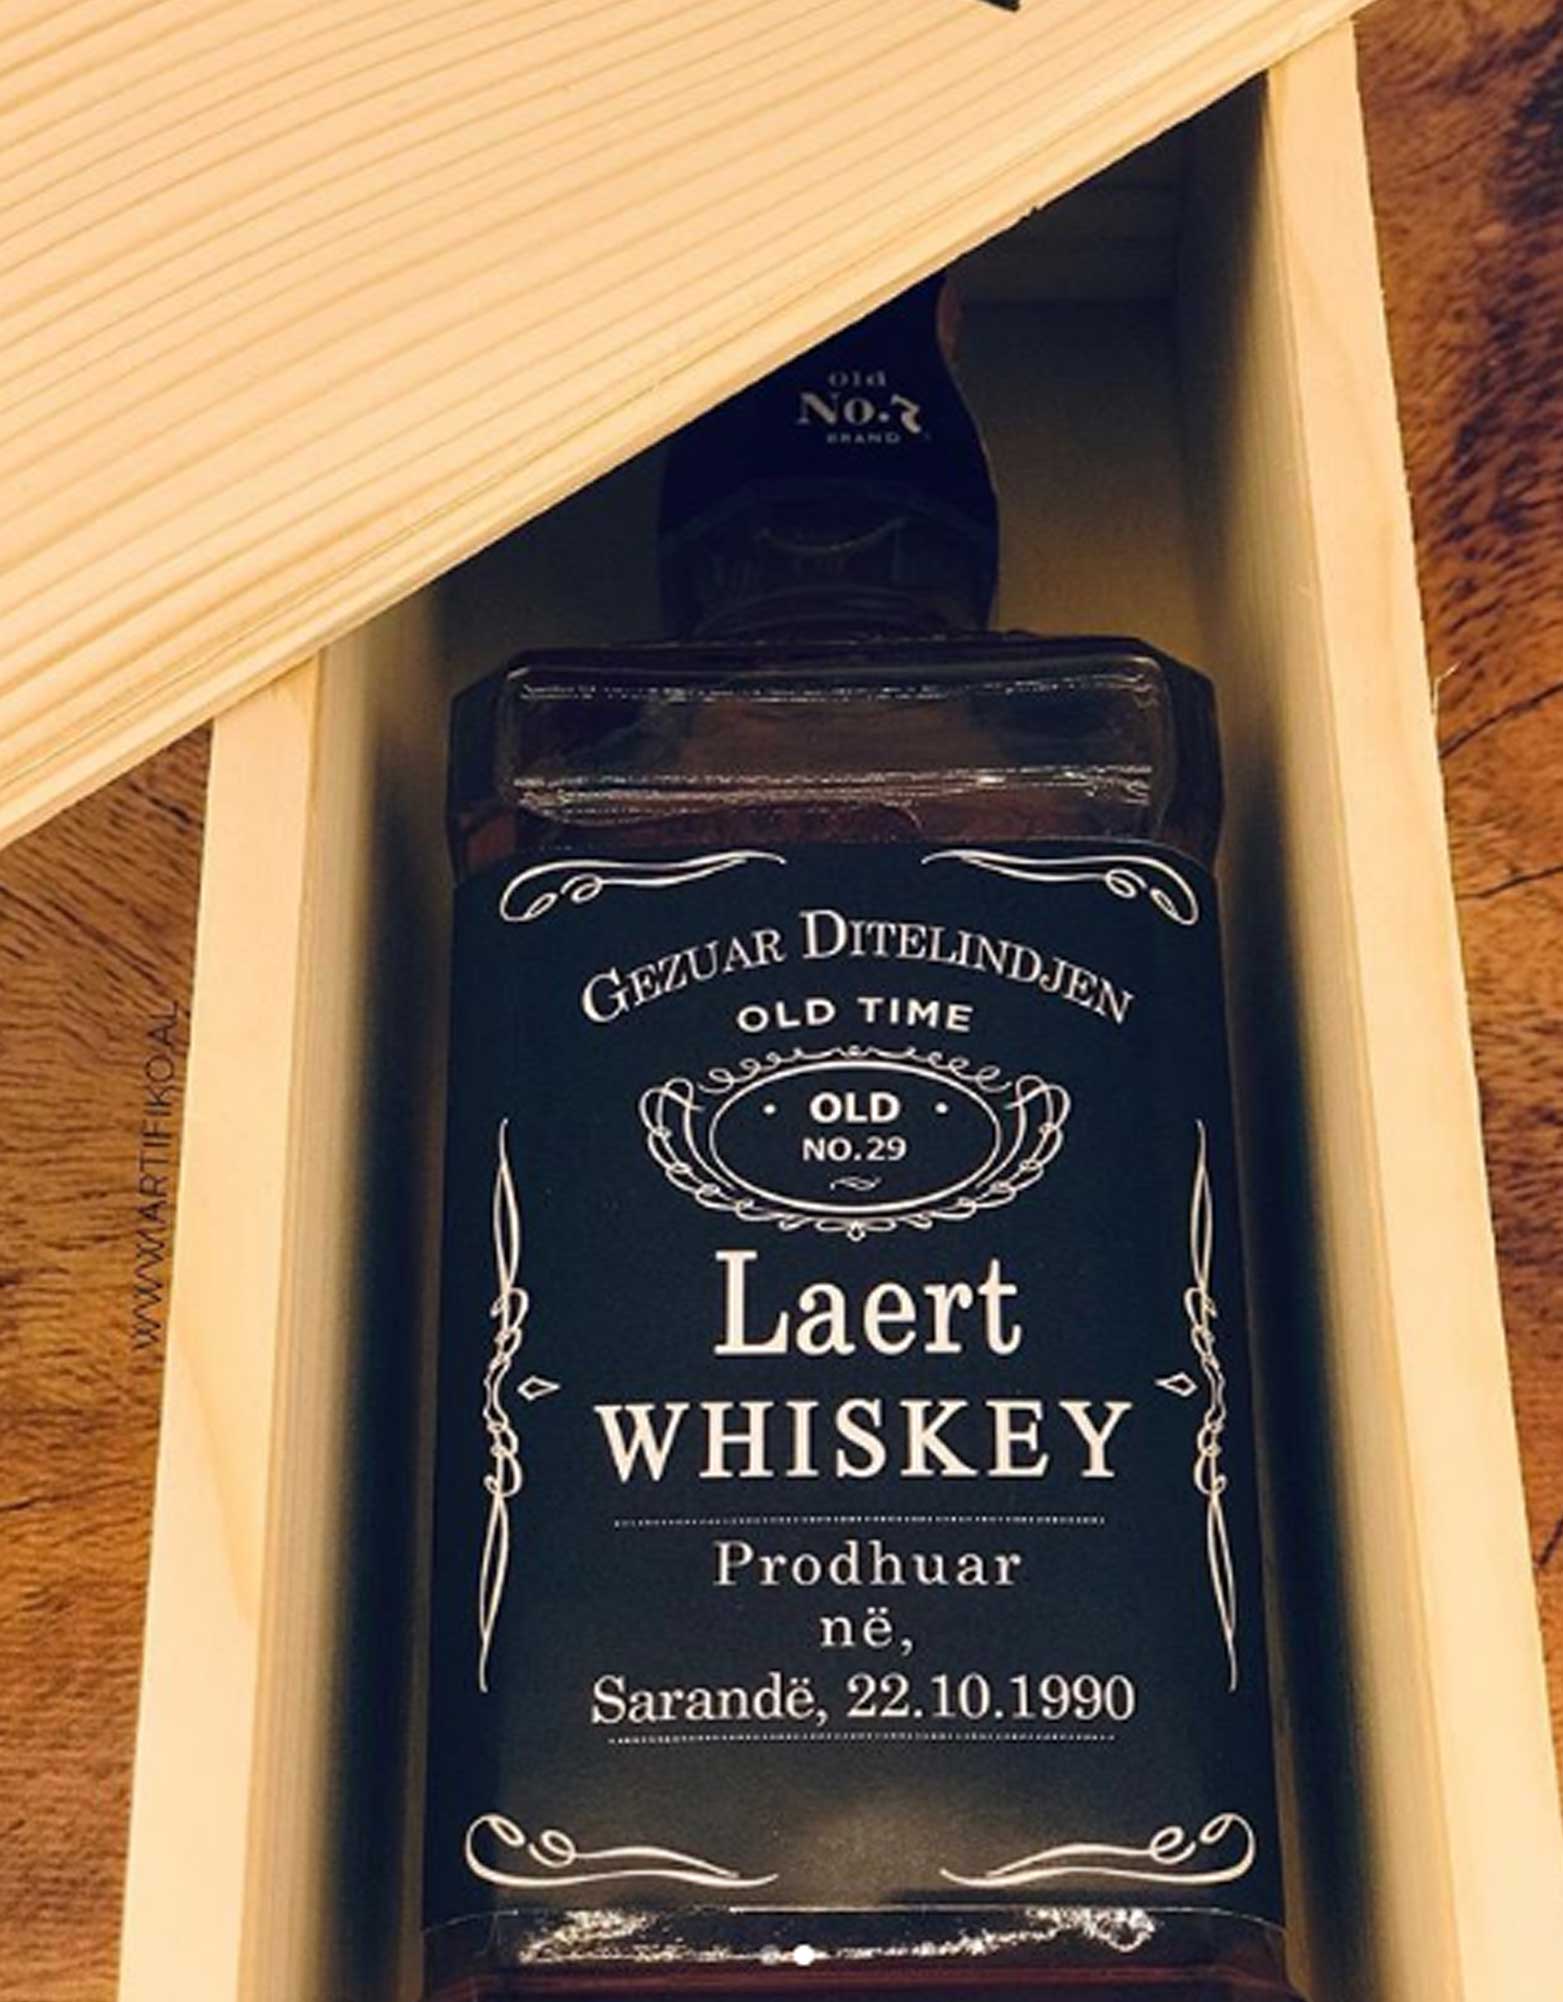 Old
No.7
BRAND
GEZUAR DITELINDJEN
OLD TIME
OLD
NO.29
Laert
WHISKEY
Prodhuar
në,
Sarandë, 22.10.1990
WWW.ARTIFIKO.AL